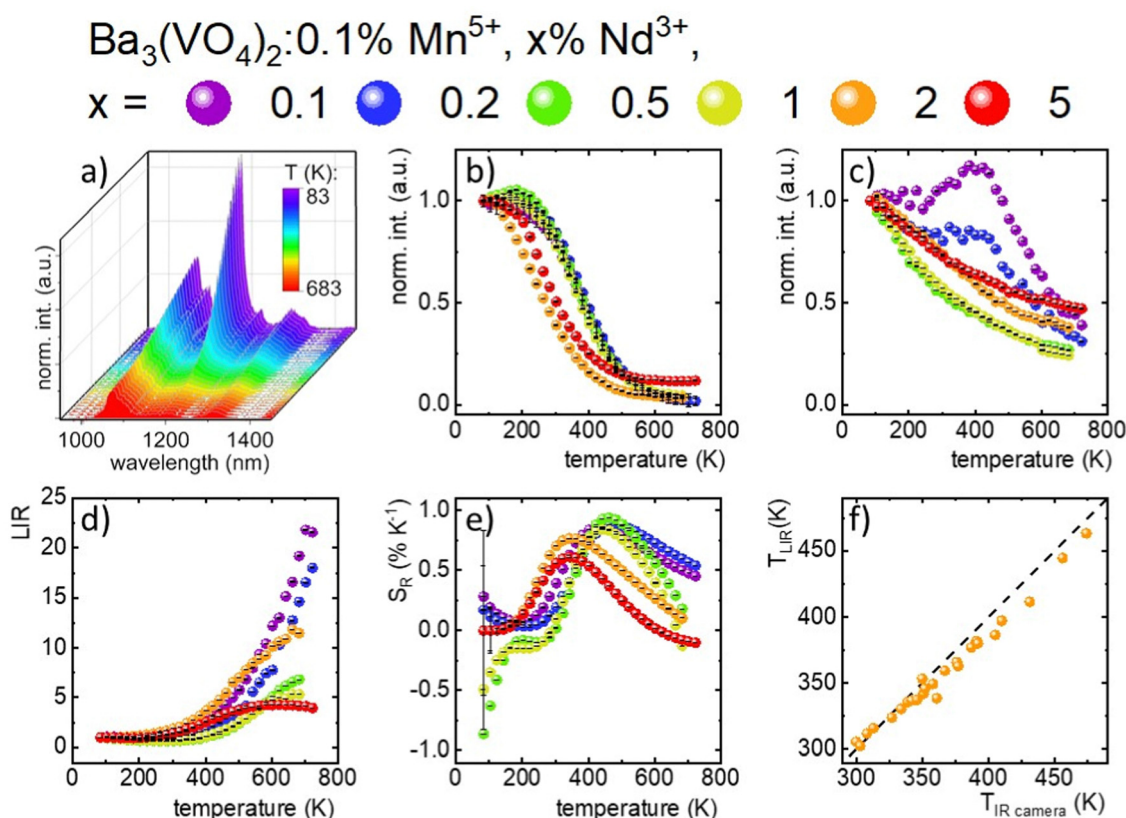 Ba₃(VO₄)₂:0.1% Mn⁵⁺, x% Nd³⁺,
x = 0.1 0.2 0.5 1 2 5
a)
T (K):
83
683
norm. int. (a.u.)
1000 1200 1400
wavelength (nm)
b)
norm. int. (a.u.)
1.0
0.5
0.0
0 200 400 600 800
temperature (K)
c)
norm. int. (a.u.)
1.0
0.5
0.0
0 200 400 600 800
temperature (K)
d)
LIR
25
20
15
10
5
0
0 200 400 600 800
temperature (K)
e)
S_R (% K⁻¹)
1.0
0.5
0.0
-0.5
-1.0
0 200 400 600 800
temperature (K)
f)
T_LIR(K)
450
400
350
300
300 350 400 450
T_IR camera (K)